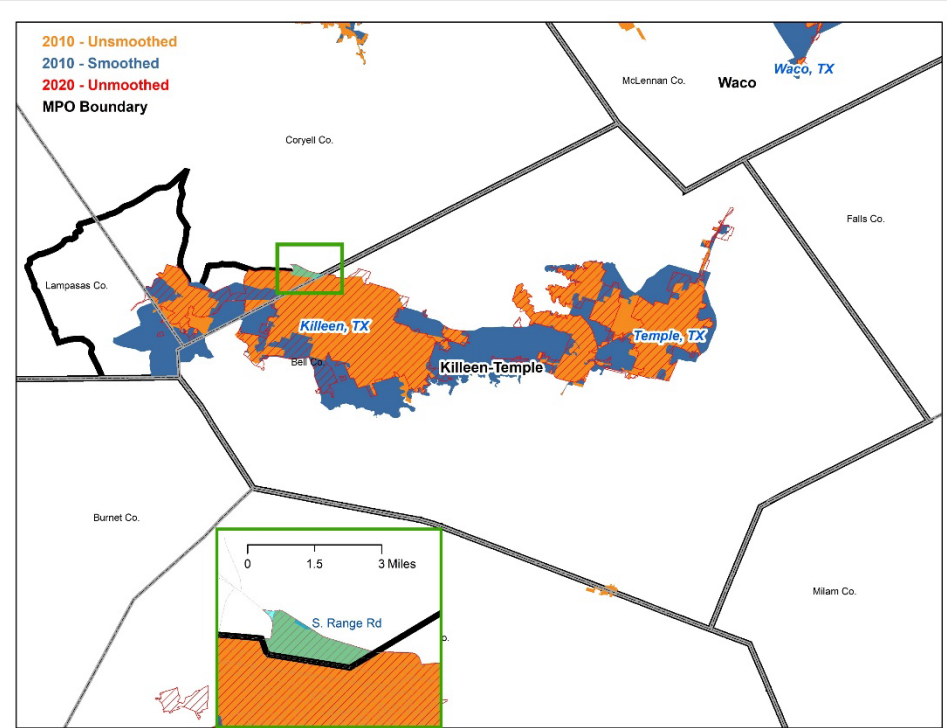 2010 - Unsmoothed
2010 - Smoothed
2020 - Unmoothed
MPO Boundary
McLennan Co.
Waco
Waco, TX
Coryell Co.
Falls Co.
Lampasas Co.
Killeen, TX
Temple, TX
Bell Co.
Killeen-Temple
Burnet Co.
Milam Co.
0 1.5 3 Miles
S. Range Rd
o.